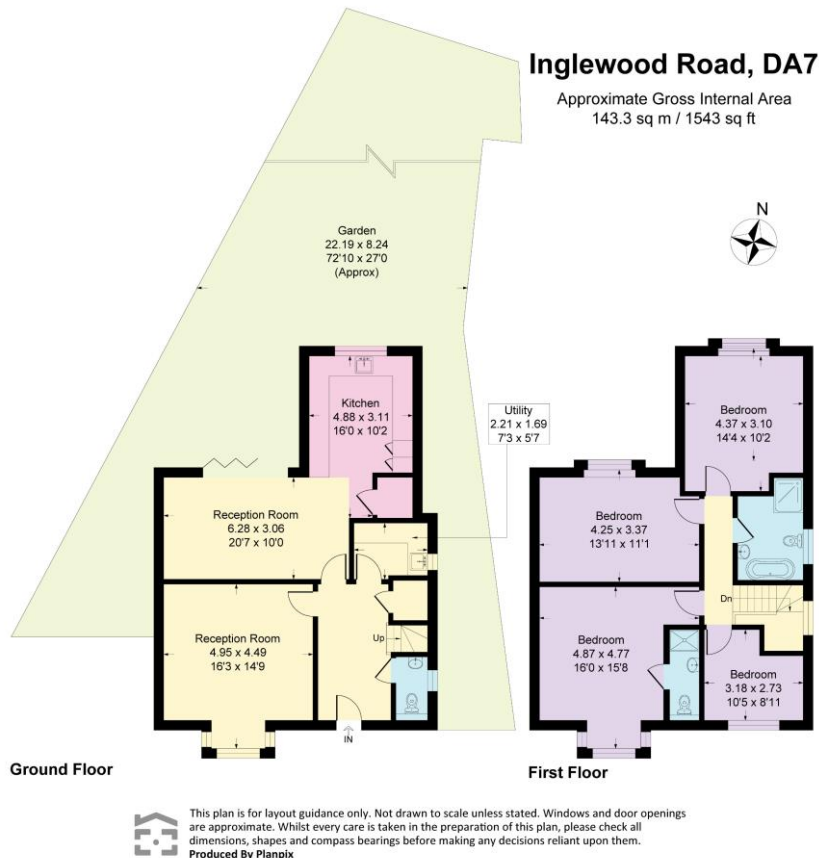 Inglewood Road, DA7
Approximate Gross Internal Area
143.3 sq m / 1543 sq ft
N
Garden
22.19 x 8.24
72'10 x 27'0
(Approx)
Kitchen
4.88 x 3.11
16'0 x 10'2
Utility
2.21 x 1.69
7'3 x 5'7
Reception Room
6.28 x 3.06
20'7 x 10'0
Reception Room
4.95 x 4.49
16'3 x 14'9
Up
IN
Ground Floor
Bedroom
4.37 x 3.10
14'4 x 10'2
Bedroom
4.25 x 3.37
13'11 x 11'1
Dn
Bedroom
4.87 x 4.77
16'0 x 15'8
Bedroom
3.18 x 2.73
10'5 x 8'11
First Floor
This plan is for layout guidance only. Not drawn to scale unless stated. Windows and door openings
are approximate. Whilst every care is taken in the preparation of this plan, please check all
dimensions, shapes and compass bearings before making any decisions reliant upon them.
Produced By Planpix